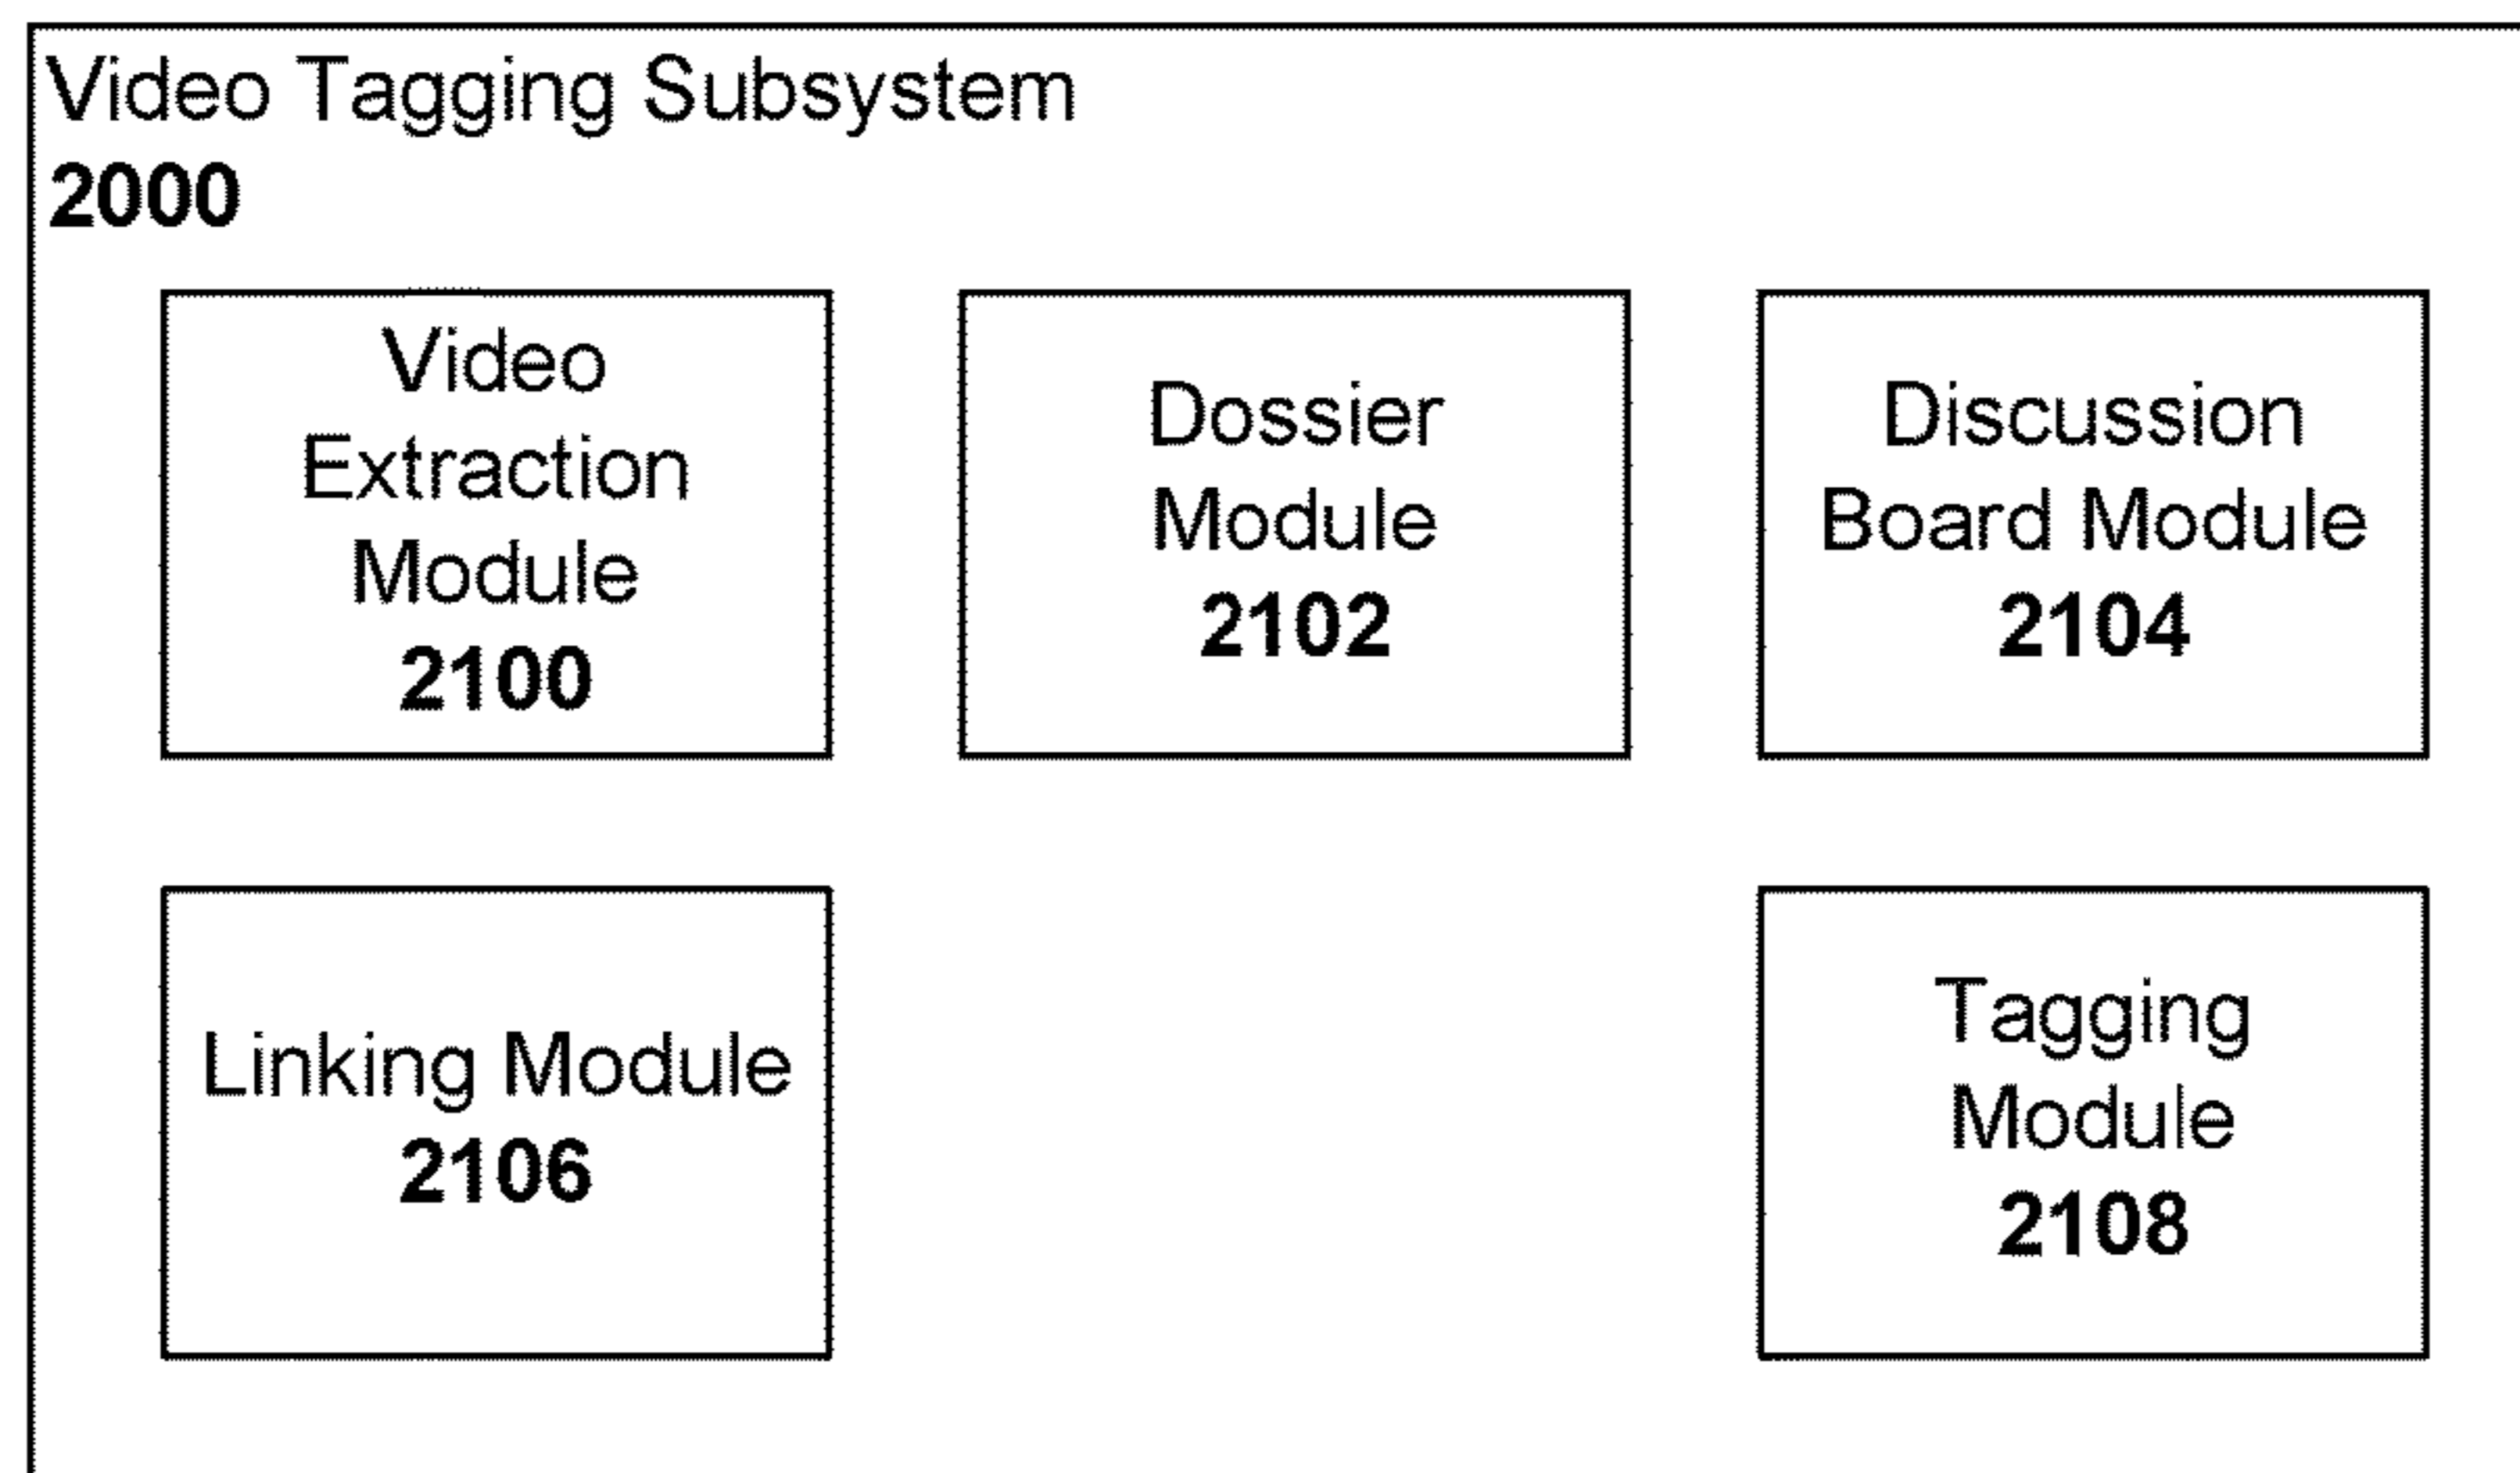 Video Tagging Subsystem
2000
Video
Extraction
Module
2100
Dossier
Module
2102
Discussion
Board Module
2104
Linking Module
2106
Tagging
Module
2108